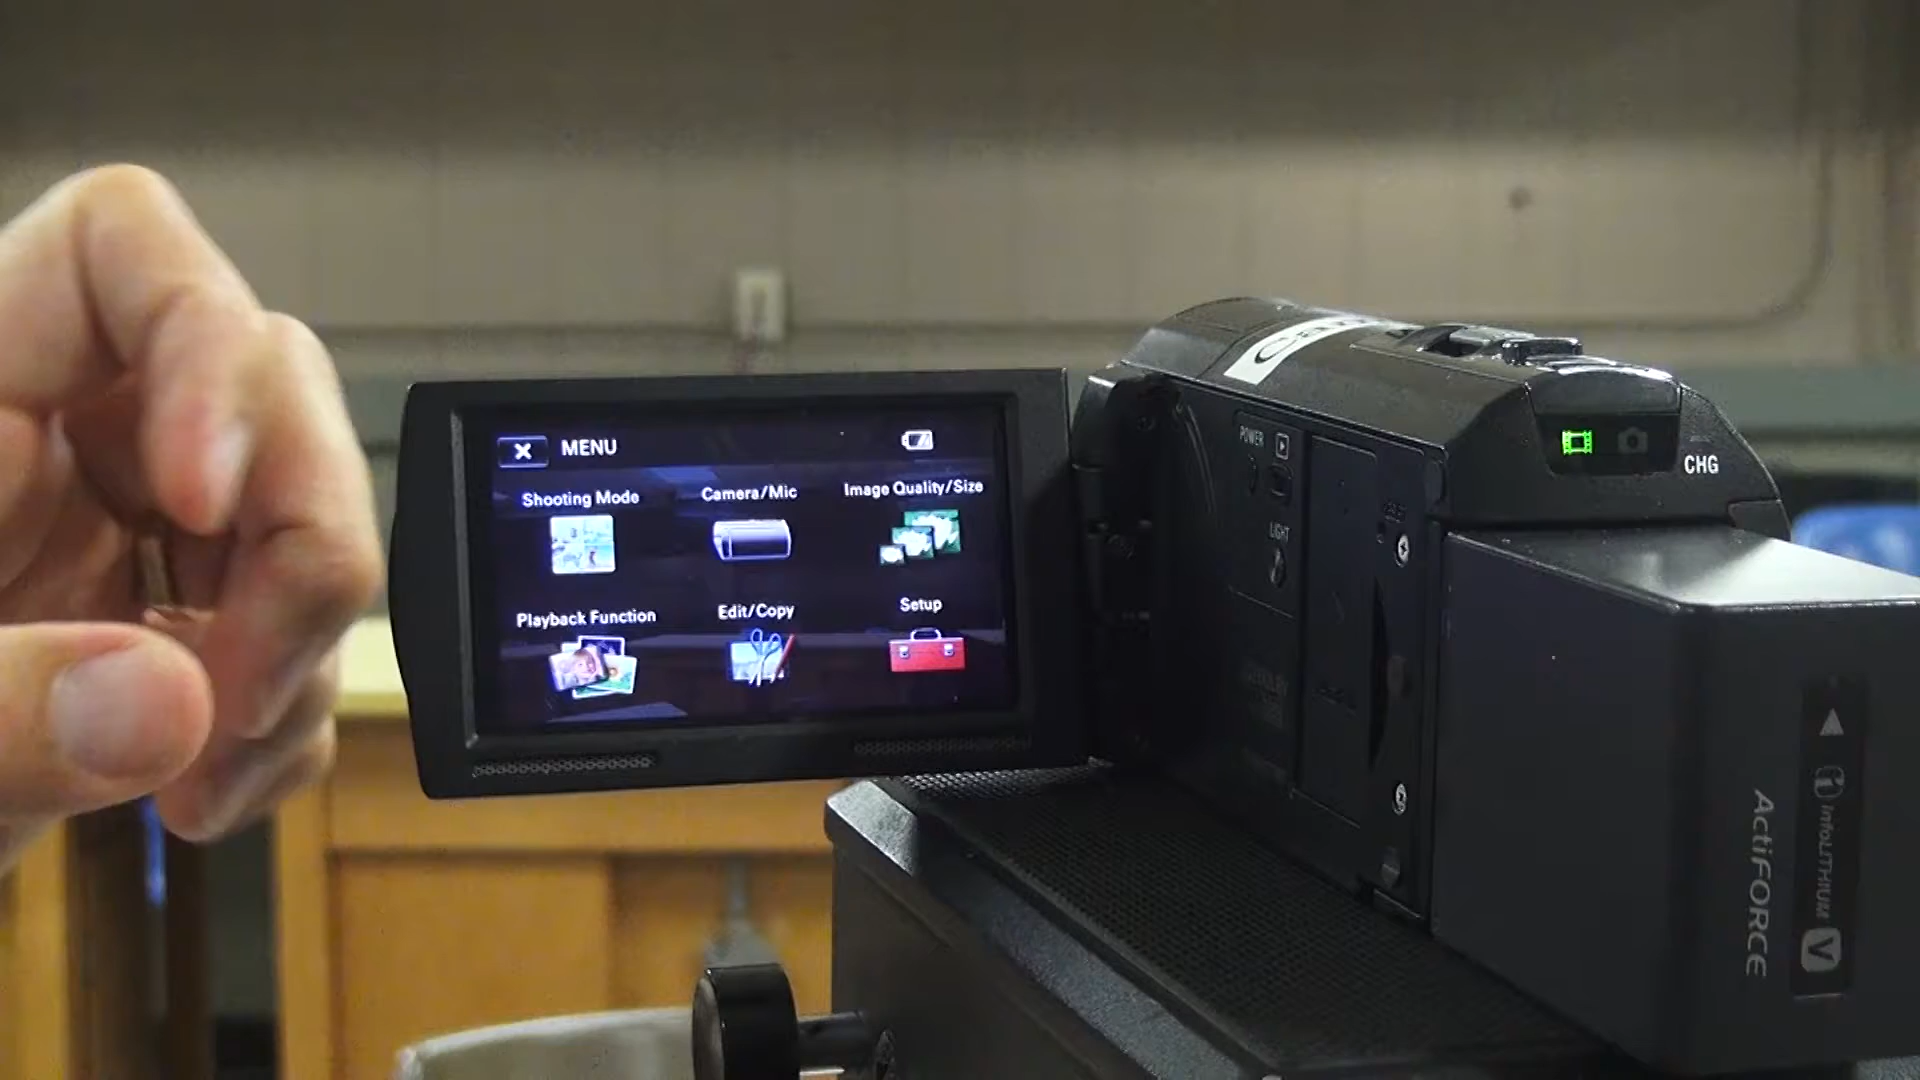 MENU
Shooting Mode
Camera/Mic
Image Quality/Size
Playback Function
Edit/Copy
Setup
POWER
LIGHT
CHG
InfoLITHIUM V
ActiFORCE